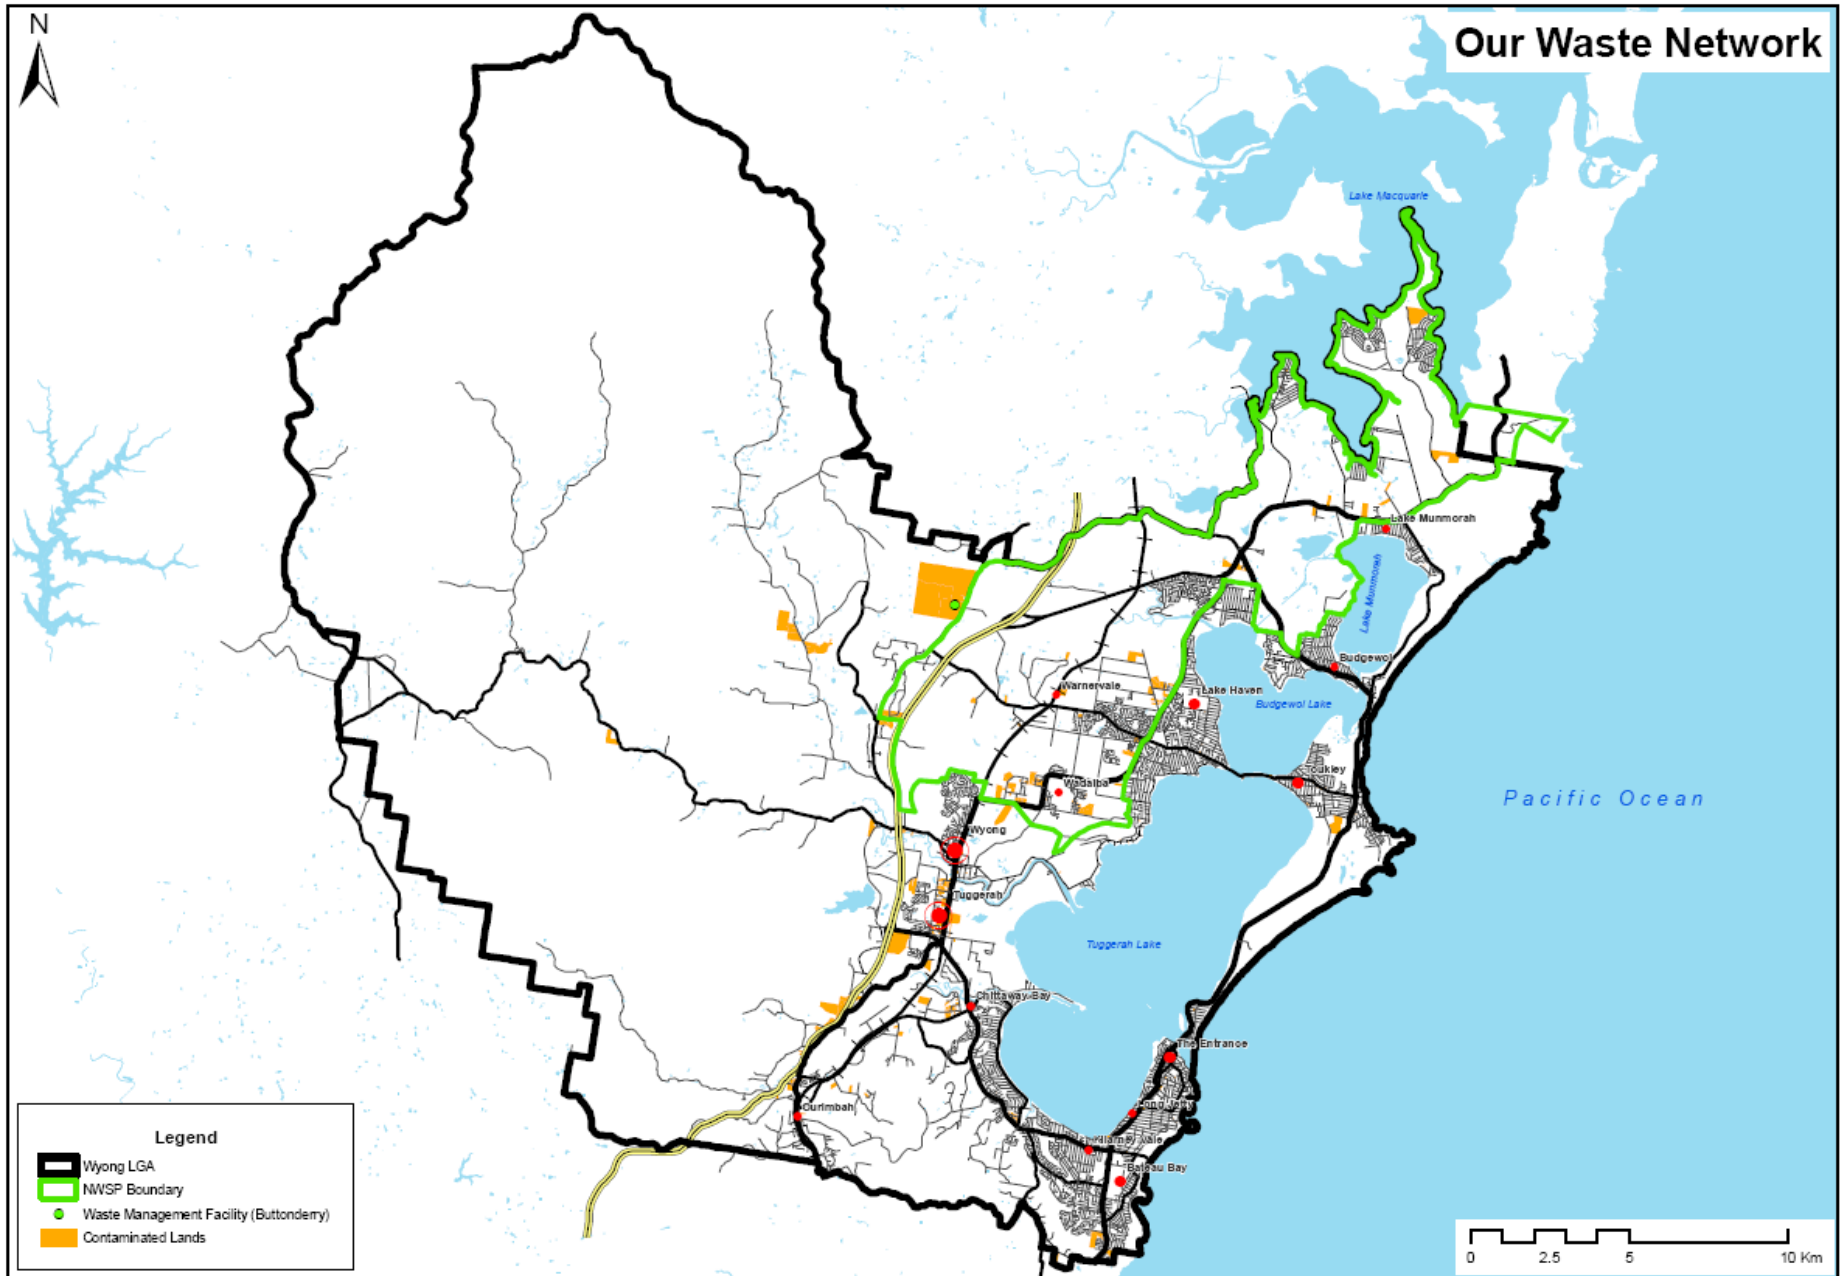 N
Our Waste Network
Lake Macquarie
Lake Munmorah
Lake Munmorah
Budgewoi
Warnervale
Lake Haven
Budgewoi Lake
Toukley
Wadalba
Pacific Ocean
Wyong
Tuggerah
Tuggerah Lake
Chittaway Bay
The Entrance
Long Jetty
Ourimbah
Killarney Vale
Bateau Bay
Legend
Wyong LGA
NWSP Boundary
Waste Management Facility (Buttonderry)
Contaminated Lands
0 2.5 5 10 Km